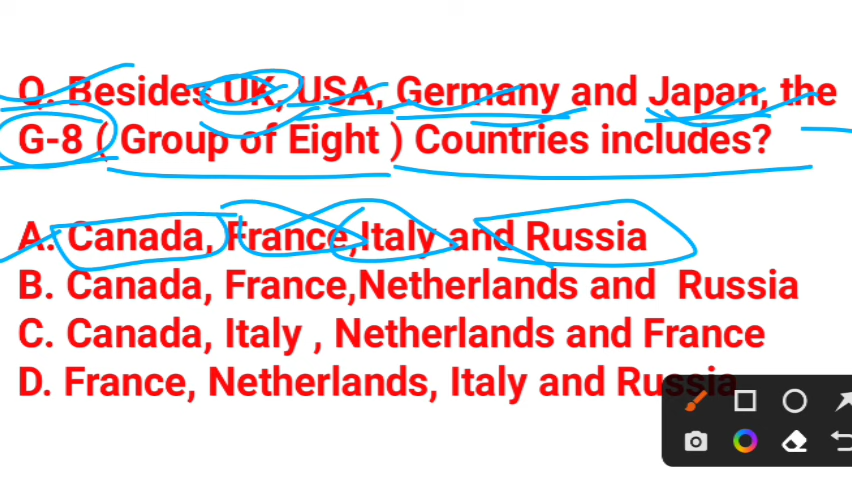 Q. Besides UK, USA, Germany and Japan, the
G-8 ( Group of Eight ) Countries includes?
A. Canada, France,Italy and Russia
B. Canada, France,Netherlands and Russia
C. Canada, Italy , Netherlands and France
D. France, Netherlands, Italy and Russia